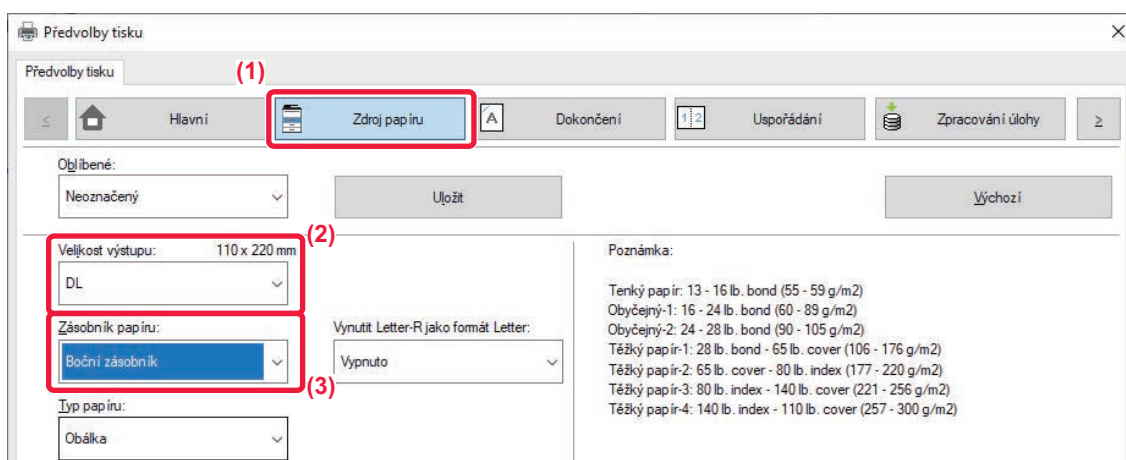 Předvolby tisku
Předvolby tisku
(1)
≤ Hlavní Zdroj papíru A Dokončení 1 2 Uspořádání Zpracování úlohy ≥
Oblíbené:
Neoznačený Uložit Výchozí
(2)
Velikost výstupu: 110 x 220 mm
DL
Zásobník papíru: Vynutit Letter-R jako formát Letter:
Boční zásobník Vypnuto
(3)
Typ papíru:
Obálka
Poznámka:
Tenký papír: 13 - 16 lb. bond (55 - 59 g/m2)
Obyčejný-1: 16 - 24 lb. bond (60 - 89 g/m2)
Obyčejný-2: 24 - 28 lb. bond (90 - 105 g/m2)
Těžký papír-1: 28 lb. bond - 65 lb. cover (106 - 176 g/m2)
Těžký papír-2: 65 lb. cover - 80 lb. index (177 - 220 g/m2)
Těžký papír-3: 80 lb. index - 140 lb. cover (221 - 256 g/m2)
Těžký papír-4: 140 lb. index - 110 lb. cover (257 - 300 g/m2)